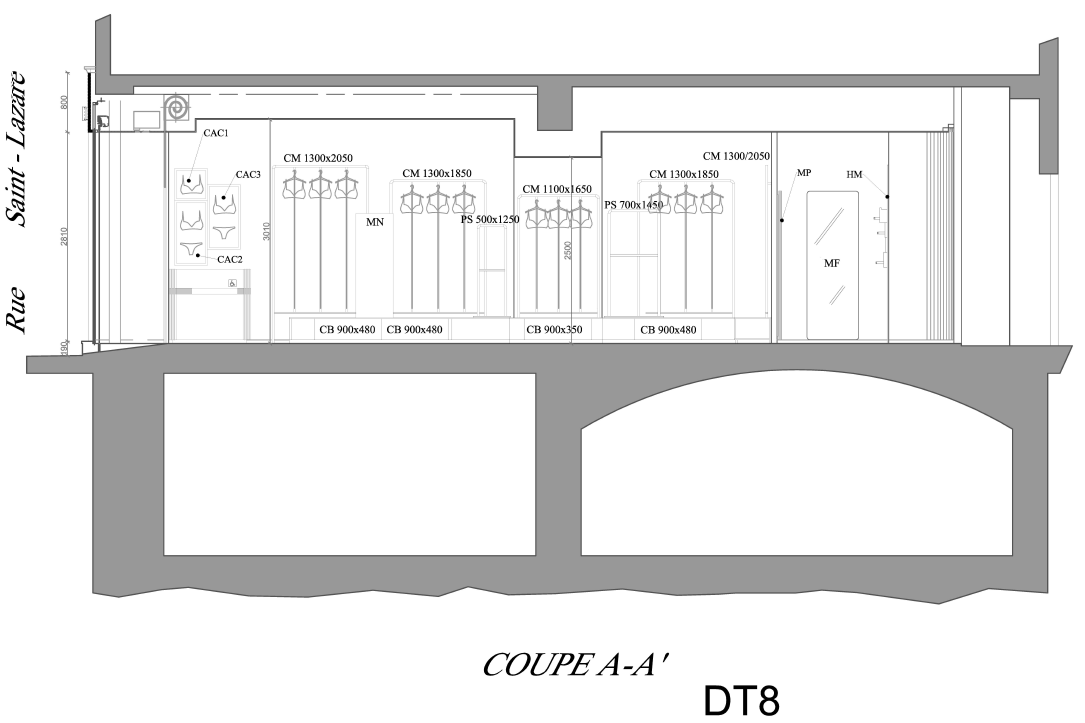 Rue Saint - Lazare
800
2810
190
CAC1
CAC3
CAC2
3010
CM 1300x2050
MN
CM 1300x1850
PS 500x1250
CM 1100x1650
2500
PS 700x1450
CM 1300x1850
CM 1300/2050
MP
HM
MF
CB 900x480
CB 900x480
CB 900x350
CB 900x480
COUPE A-A'
DT8